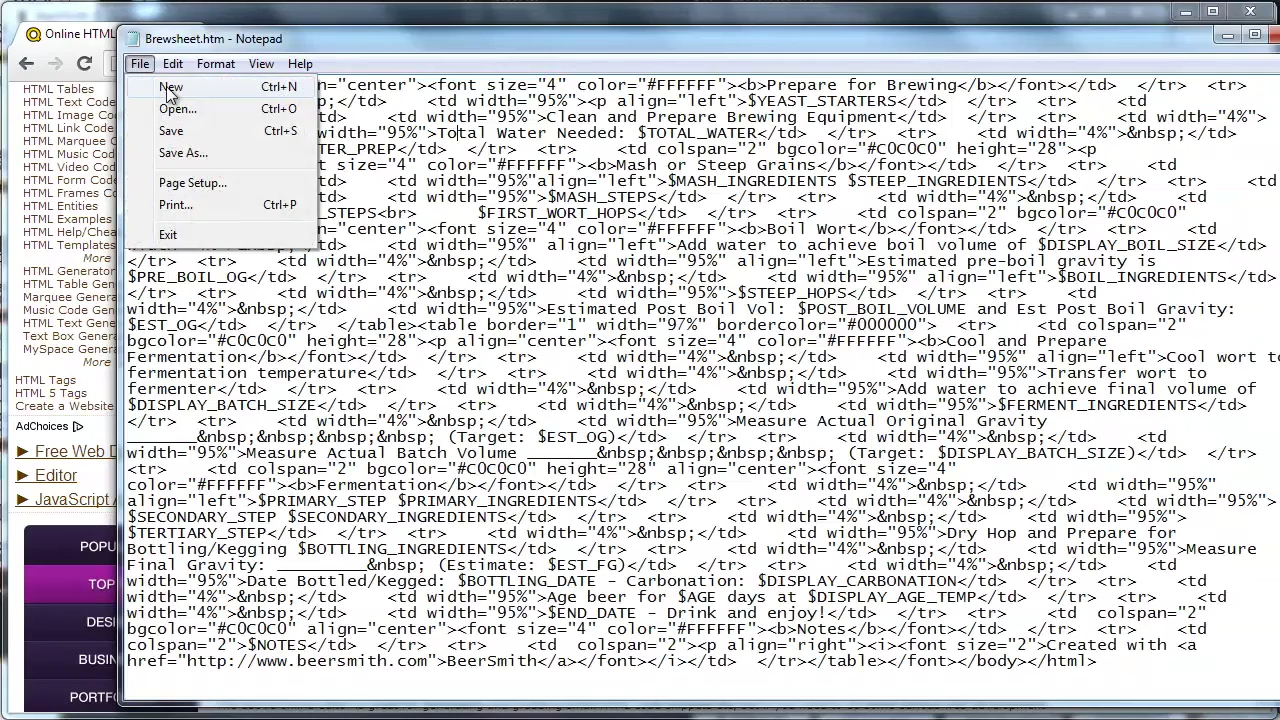 Online HTML
Brewsheet.htm - Notepad
File Edit Format View Help
New Ctrl+N
Open... Ctrl+O
Save Ctrl+S
Save As...
Page Setup...
Print... Ctrl+P
Exit
HTML Tables
HTML Text Code
HTML Image Co
HTML Link Code
HTML Marquee C
HTML Music Cod
HTML Video Cod
HTML Form Code
HTML Frames Co
HTML Entities
HTML Examples
HTML Help/Chea
HTML Templates
More
HTML Generato
HTML Table Gen
Marquee Genera
Music Code Gen
HTML Text Gene
Text Box Genera
MySpace Genera
More
HTML Tags
HTML 5 Tags
Create a Website
AdChoices
► Free Web D
► Editor
► JavaScript A
POPU
TOP
DESI
BUSIN
PORTFO
n="center"><font size="4" color="#FFFFFF"><b>Prepare for Brewing</b></font></td> </tr> <tr>
p;</td> <td width="95%"><p align="left">$YEAST_STARTERS</td> </tr> <tr> <td
<td width="95%">Clean and Prepare Brewing Equipment</td> </tr> <tr> <td width="4%">
width="95%">Total Water Needed: $TOTAL_WATER</td> </tr> <tr> <td width="4%">&nbsp;</td>
TER_PREP</td> </tr> <tr> <td colspan="2" bgcolor="#C0C0C0" height="28"><p
t size="4" color="#FFFFFF"><b>Mash or Steep Grains</b></font></td> </tr> <tr> <td
<td width="95%"align="left">$MASH_INGREDIENTS $STEEP_INGREDIENTS</td> </tr> <tr>
<td width="95%">$MASH_STEPS</td> </tr> <tr> <td width="4%">&nbsp;
_STEPS<br> $FIRST_WORT_HOPS</td> </tr> <tr> <td colspan="2" bgcolor="#C0C0C0"
n="center"><font size="4" color="#FFFFFF"><b>Boil Wort</b></font></td> </tr> <tr> <td
<td width="95%" align="left">Add water to achieve boil volume of $DISPLAY_BOIL_SIZE</td>
</tr> <tr> <td width="4%">&nbsp;</td> <td width="95%" align="left">Estimated pre-boil gravity is
$PRE_BOIL_OG</td> </tr> <tr> <td width="4%">&nbsp;</td> <td width="95%" align="left">$BOIL_INGREDIENTS</td>
</tr> <tr> <td width="4%">&nbsp;</td> <td width="95%">$STEEP_HOPS</td> </tr> <tr> <td
width="4%">&nbsp;</td> <td width="95%">Estimated Post Boil Vol: $POST_BOIL_VOLUME and Est Post Boil Gravity:
$EST_OG</td> </tr> </table><table border="1" width="97%" bordercolor="#000000"> <tr> <td colspan="2"
bgcolor="#C0C0C0" height="28"><p align="center"><font size="4" color="#FFFFFF"><b>Cool and Prepare
Fermentation</b></font></td> </tr> <tr> <td width="4%">&nbsp;</td> <td width="95%" align="left">Cool wort to
fermentation temperature</td> </tr> <tr> <td width="4%">&nbsp;</td> <td width="95%">Transfer wort to
fermenter</td> </tr> <tr> <td width="4%">&nbsp;</td> <td width="95%">Add water to achieve final volume of
$DISPLAY_BATCH_SIZE</td> </tr> <tr> <td width="4%">&nbsp;</td> <td width="95%">$FERMENT_INGREDIENTS</td>
</tr> <tr> <td width="4%">&nbsp;</td> <td width="95%">Measure Actual Original Gravity
_______&nbsp;&nbsp;&nbsp;&nbsp; (Target: $EST_OG)</td> </tr> <tr> <td width="4%">&nbsp;</td> <td
width="95%">Measure Actual Batch Volume _______&nbsp;&nbsp;&nbsp;&nbsp; (Target: $DISPLAY_BATCH_SIZE)</td> </tr>
<tr> <td colspan="2" bgcolor="#C0C0C0" height="28" align="center"><font size="4"
color="#FFFFFF"><b>Fermentation</b></font></td> </tr> <tr> <td width="4%">&nbsp;</td> <td width="95%"
align="left">$PRIMARY_STEP $PRIMARY_INGREDIENTS</td> </tr> <tr> <td width="4%">&nbsp;</td> <td width="95%">
$SECONDARY_STEP $SECONDARY_INGREDIENTS</td> </tr> <tr> <td width="4%">&nbsp;</td> <td width="95%">
$TERTIARY_STEP</td> </tr> <tr> <td width="4%">&nbsp;</td> <td width="95%">Dry Hop and Prepare for
Bottling/Kegging $BOTTLING_INGREDIENTS</td> </tr> <tr> <td width="4%">&nbsp;</td> <td width="95%">Measure
Final Gravity: _________&nbsp; (Estimate: $EST_FG)</td> </tr> <tr> <td width="4%">&nbsp;</td> <td
width="95%">Date Bottled/Kegged: $BOTTLING_DATE - Carbonation: $DISPLAY_CARBONATION</td> </tr> <tr> <td
width="4%">&nbsp;</td> <td width="95%">Age beer for $AGE days at $DISPLAY_AGE_TEMP</td> </tr> <tr> <td
width="4%">&nbsp;</td> <td width="95%">$END_DATE - Drink and enjoy!</td> </tr> <tr> <td colspan="2"
bgcolor="#C0C0C0" align="center"><font size="4" color="#FFFFFF"><b>Notes</b></font></td> </tr> <tr> <td
colspan="2">$NOTES</td> </tr> <tr> <td colspan="2"><p align="right"><i><font size="2">Created with <a
href="http://www.beersmith.com">BeerSmith</a></font></i></td> </tr></table></font></body></html>